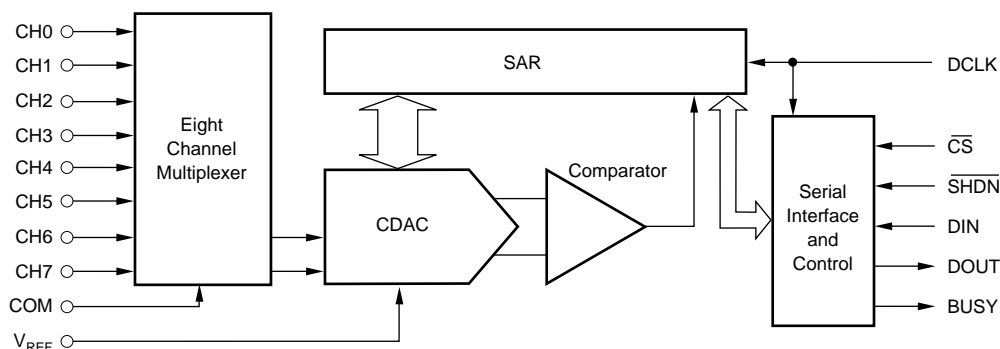 CH0
CH1
CH2
CH3
CH4
CH5
CH6
CH7
COM
VREF
Eight
Channel
Multiplexer
SAR
CDAC
Comparator
Serial
Interface
and
Control
DCLK
CS
SHDN
DIN
DOUT
BUSY